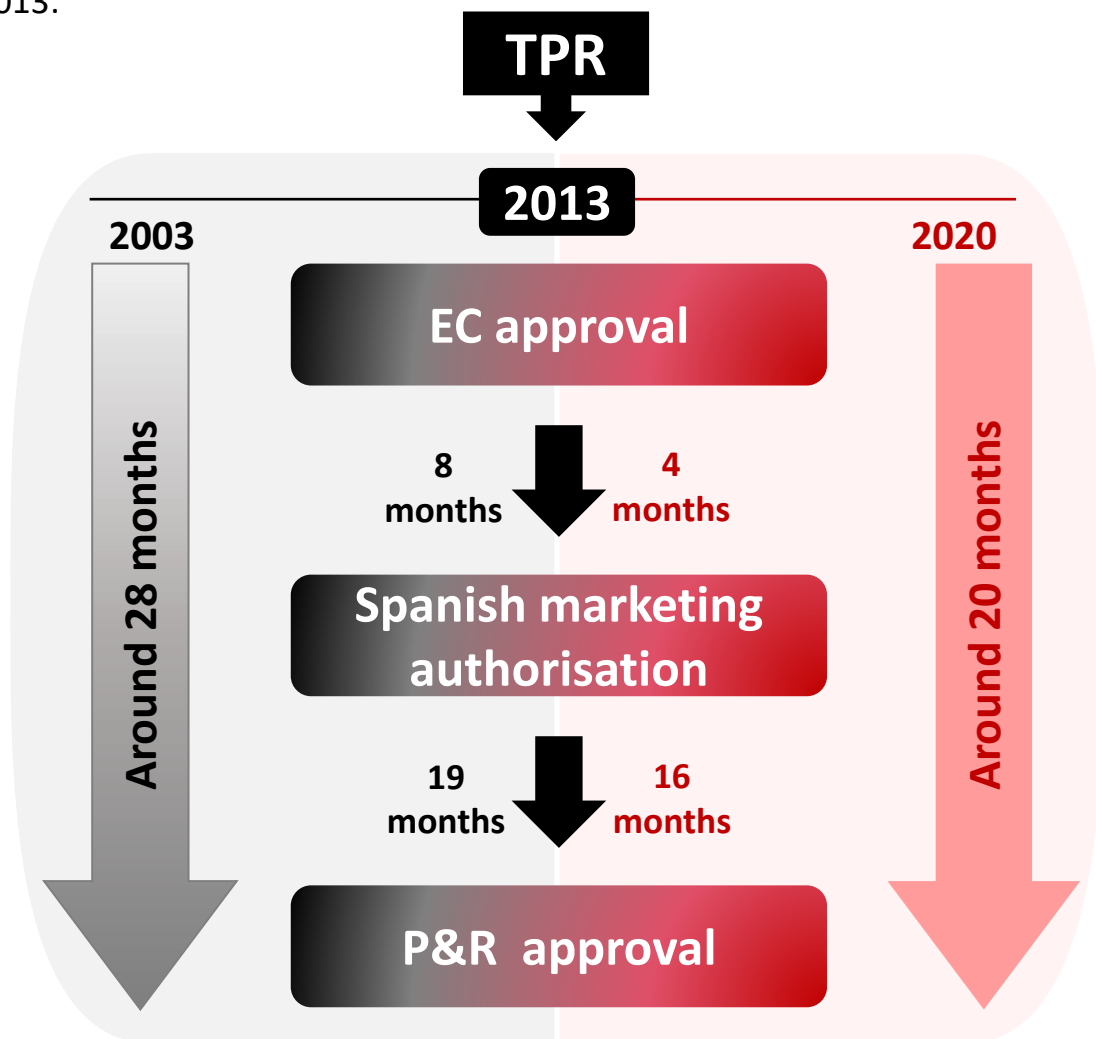 013.
TPR
2013
2003
2020
EC approval
8
months
4
months
Around 28 months
Around 20 months
Spanish marketing
authorisation
19
months
16
months
P&R approval